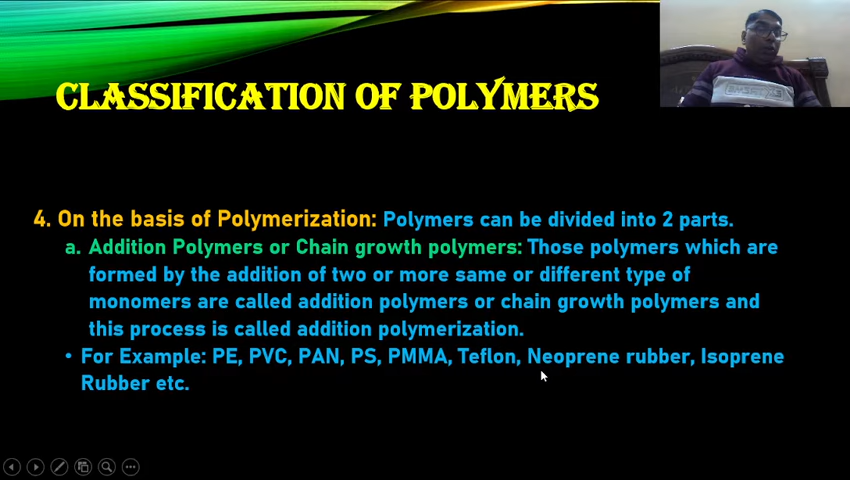 CLASSIFICATION OF POLYMERS
4. On the basis of Polymerization: Polymers can be divided into 2 parts.
a. Addition Polymers or Chain growth polymers: Those polymers which are
formed by the addition of two or more same or different type of
monomers are called addition polymers or chain growth polymers and
this process is called addition polymerization.
• For Example: PE, PVC, PAN, PS, PMMA, Teflon, Neoprene rubber, Isoprene
Rubber etc.